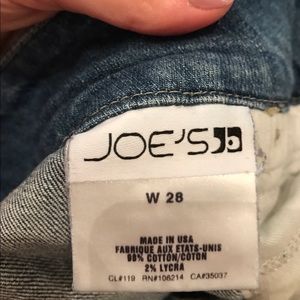 JOE'S
W 28
MADE IN USA
FABRIQUE AUX ETATS-UNIS
98% COTTON/COTON
2% LYCRA
CL#119 RN#106214 CA#35037